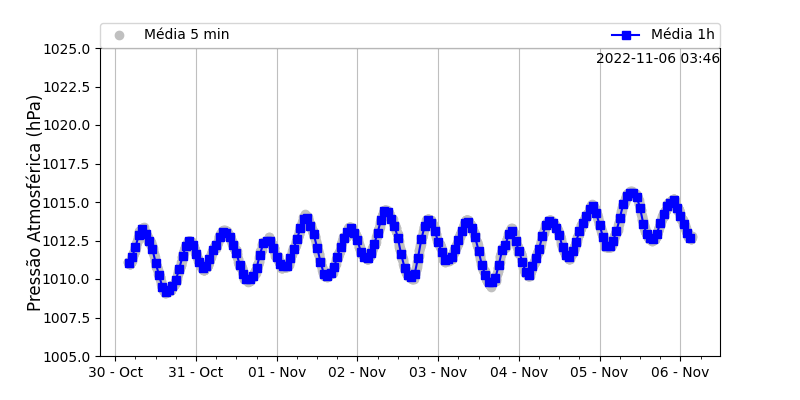 Média 5 min
Média 1h
2022-11-06 03:46
Pressão Atmosférica (hPa)
1025.0
1022.5
1020.0
1017.5
1015.0
1012.5
1010.0
1007.5
1005.0
30 - Oct
31 - Oct
01 - Nov
02 - Nov
03 - Nov
04 - Nov
05 - Nov
06 - Nov